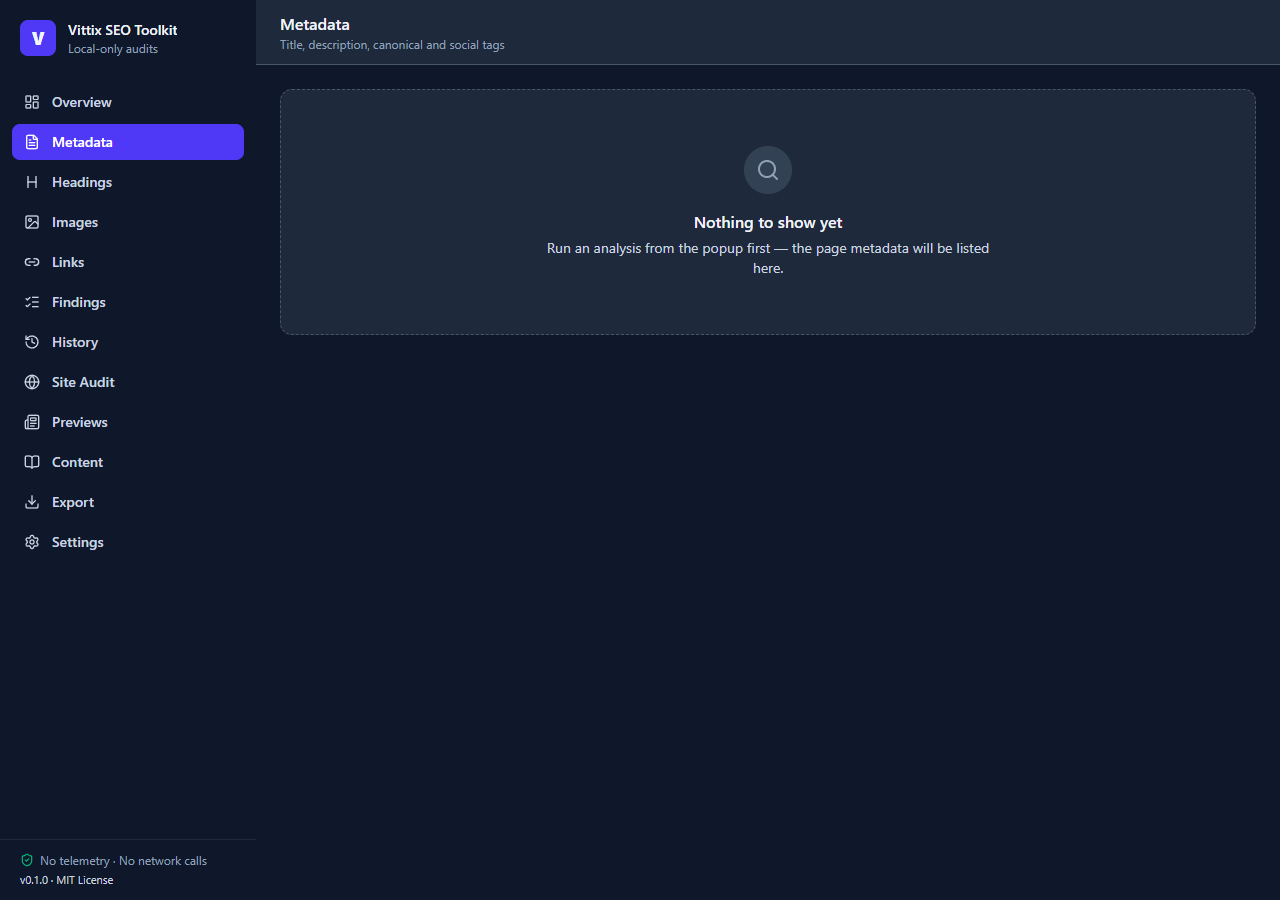 V
Vittix SEO Toolkit
Local-only audits
Overview
Metadata
Headings
Images
Links
Findings
History
Site Audit
Previews
Content
Export
Settings
No telemetry · No network calls
v0.1.0 · MIT License
Metadata
Title, description, canonical and social tags
Nothing to show yet
Run an analysis from the popup first — the page metadata will be listed
here.